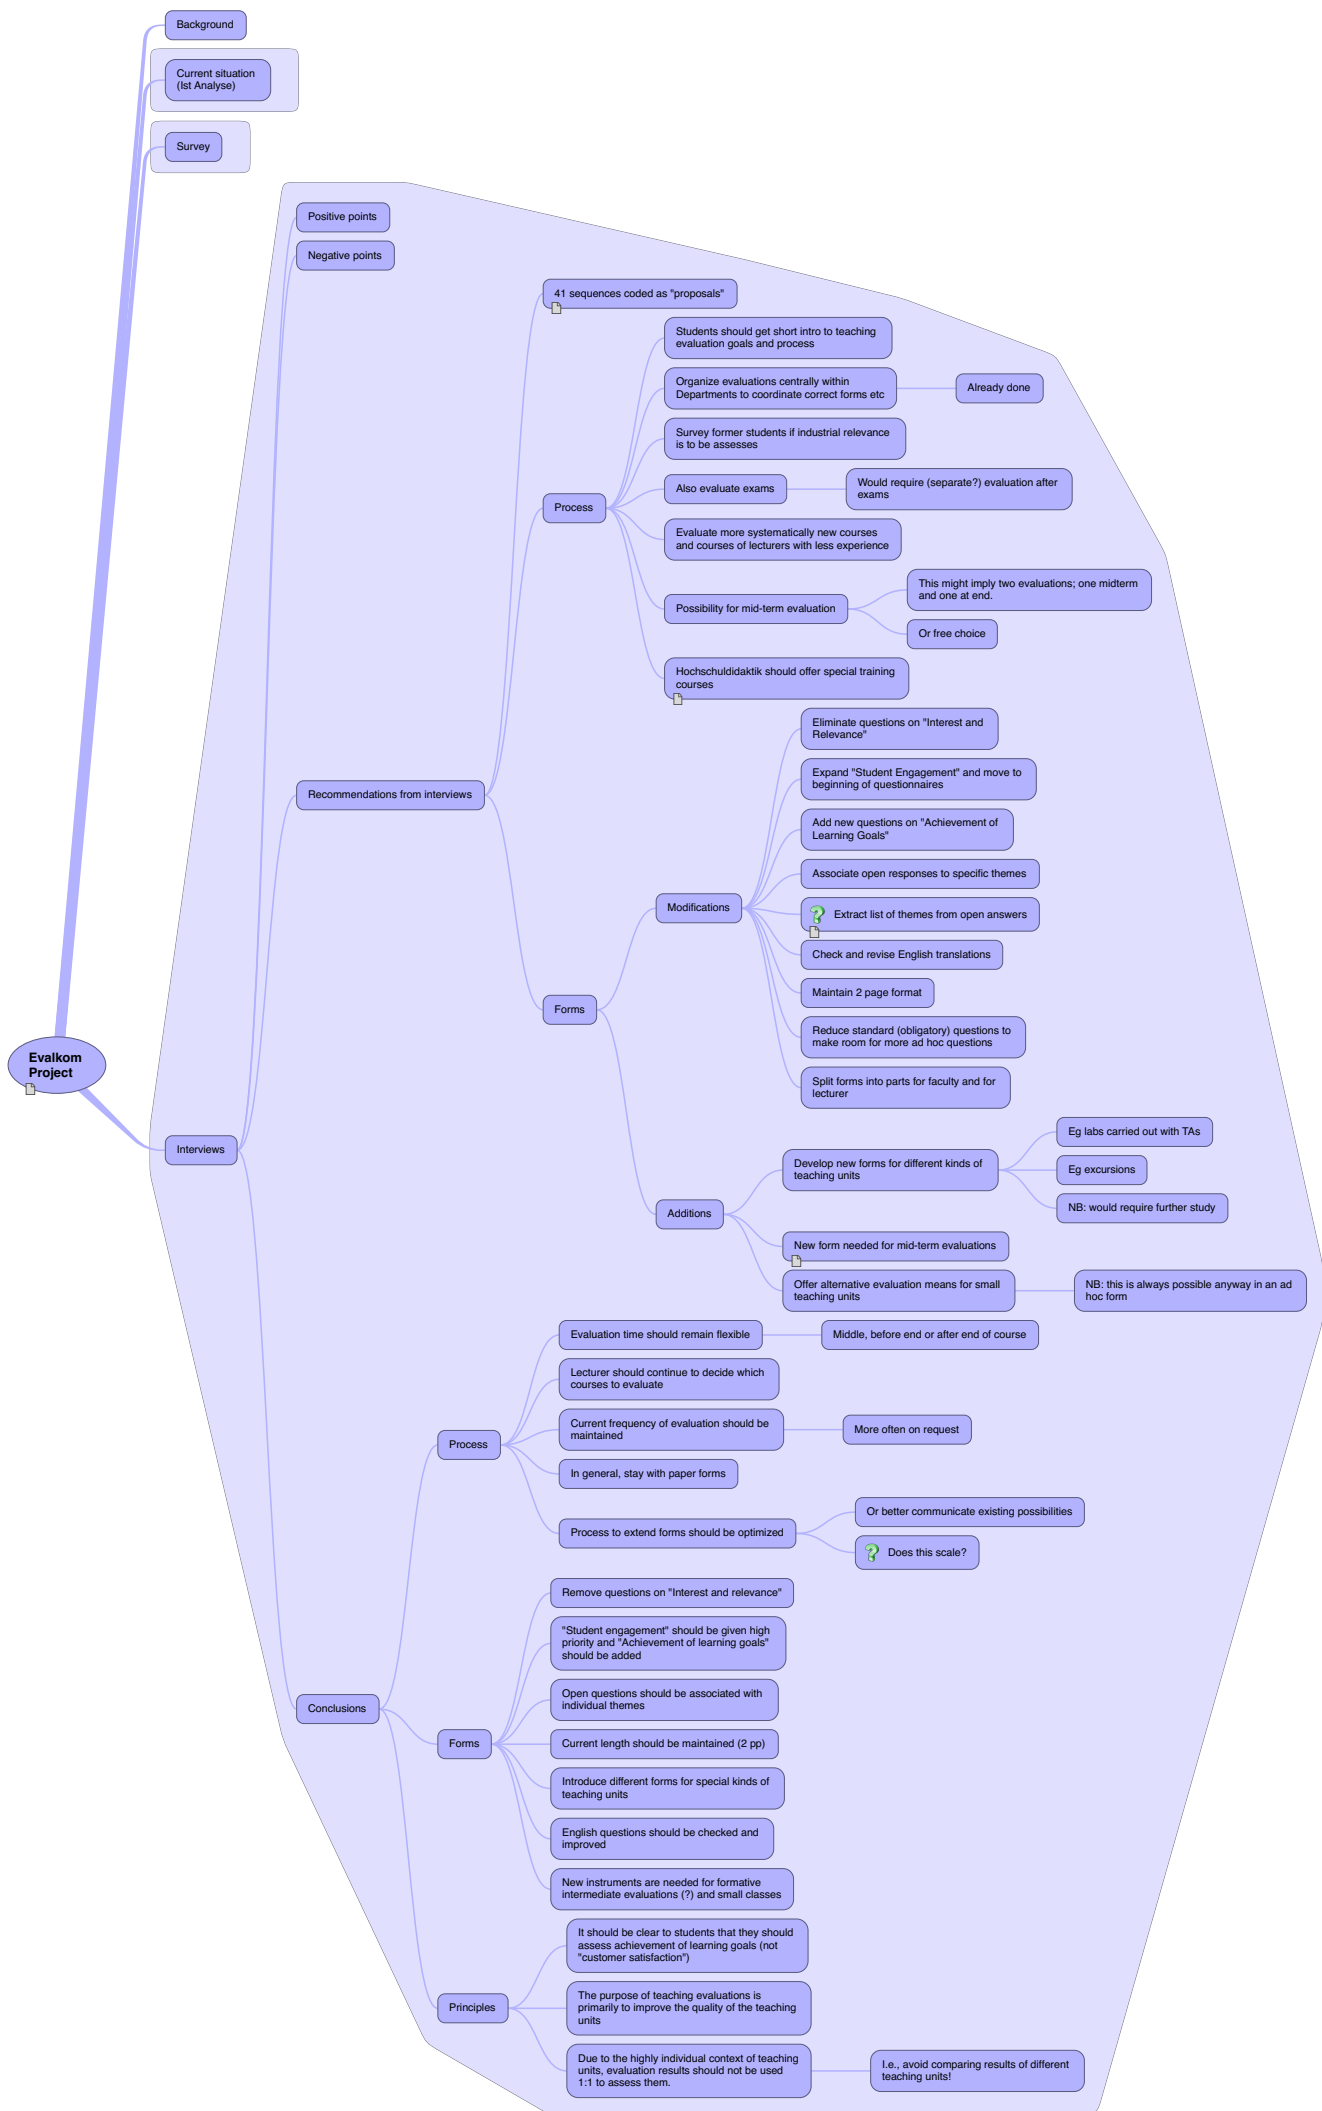 Background
Current situation
(Ist Analyse)
Survey
Positive points
Negative points
41 sequences coded as "proposals"
Students should get short intro to teaching
evaluation goals and process
Organize evaluations centrally within
Departments to coordinate correct forms etc
Already done
Survey former students if industrial relevance
is to be assesses
Process
Also evaluate exams
Would require (separate?) evaluation after
exams
Evaluate more systematically new courses
and courses of lecturers with less experience
Possibility for mid-term evaluation
This might imply two evaluations; one midterm
and one at end.
Or free choice
Hochschuldidaktik should offer special training
courses
Recommendations from interviews
Eliminate questions on "Interest and
Relevance"
Expand "Student Engagement" and move to
beginning of questionnaires
Add new questions on "Achievement of
Learning Goals"
Associate open responses to specific themes
Modifications
Extract list of themes from open answers
Check and revise English translations
Maintain 2 page format
Reduce standard (obligatory) questions to
make room for more ad hoc questions
Split forms into parts for faculty and for
lecturer
Forms
Evalkom
Project
Interviews
Develop new forms for different kinds of
teaching units
Eg labs carried out with TAs
Eg excursions
NB: would require further study
Additions
New form needed for mid-term evaluations
Offer alternative evaluation means for small
teaching units
NB: this is always possible anyway in an ad
hoc form
Evaluation time should remain flexible
Middle, before end or after end of course
Lecturer should continue to decide which
courses to evaluate
Process
Current frequency of evaluation should be
maintained
More often on request
In general, stay with paper forms
Process to extend forms should be optimized
Or better communicate existing possibilities
Does this scale?
Conclusions
Remove questions on "Interest and relevance"
"Student engagement" should be given high
priority and "Achievement of learning goals"
should be added
Open questions should be associated with
individual themes
Forms
Current length should be maintained (2 pp)
Introduce different forms for special kinds of
teaching units
English questions should be checked and
improved
New instruments are needed for formative
intermediate evaluations (?) and small classes
It should be clear to students that they should
assess achievement of learning goals (not
"customer satisfaction")
Principles
The purpose of teaching evaluations is
primarily to improve the quality of the teaching
units
Due to the highly individual context of teaching
units, evaluation results should not be used
1:1 to assess them.
I.e., avoid comparing results of different
teaching units!